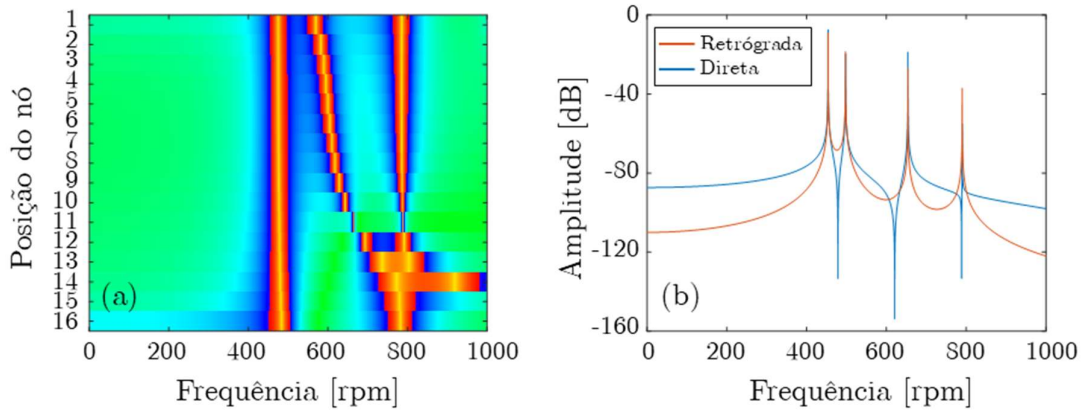 1
2
3
4
5
6
7
8
9
10
11
12
13
14
15
16
Posição do nó
(a)
0 200 400 600 800 1000
Frequência [rpm]
0
-40
-80
-120
-160
Amplitude [dB]
Retrógrada
Direta
(b)
0 200 400 600 800 1000
Frequência [rpm]